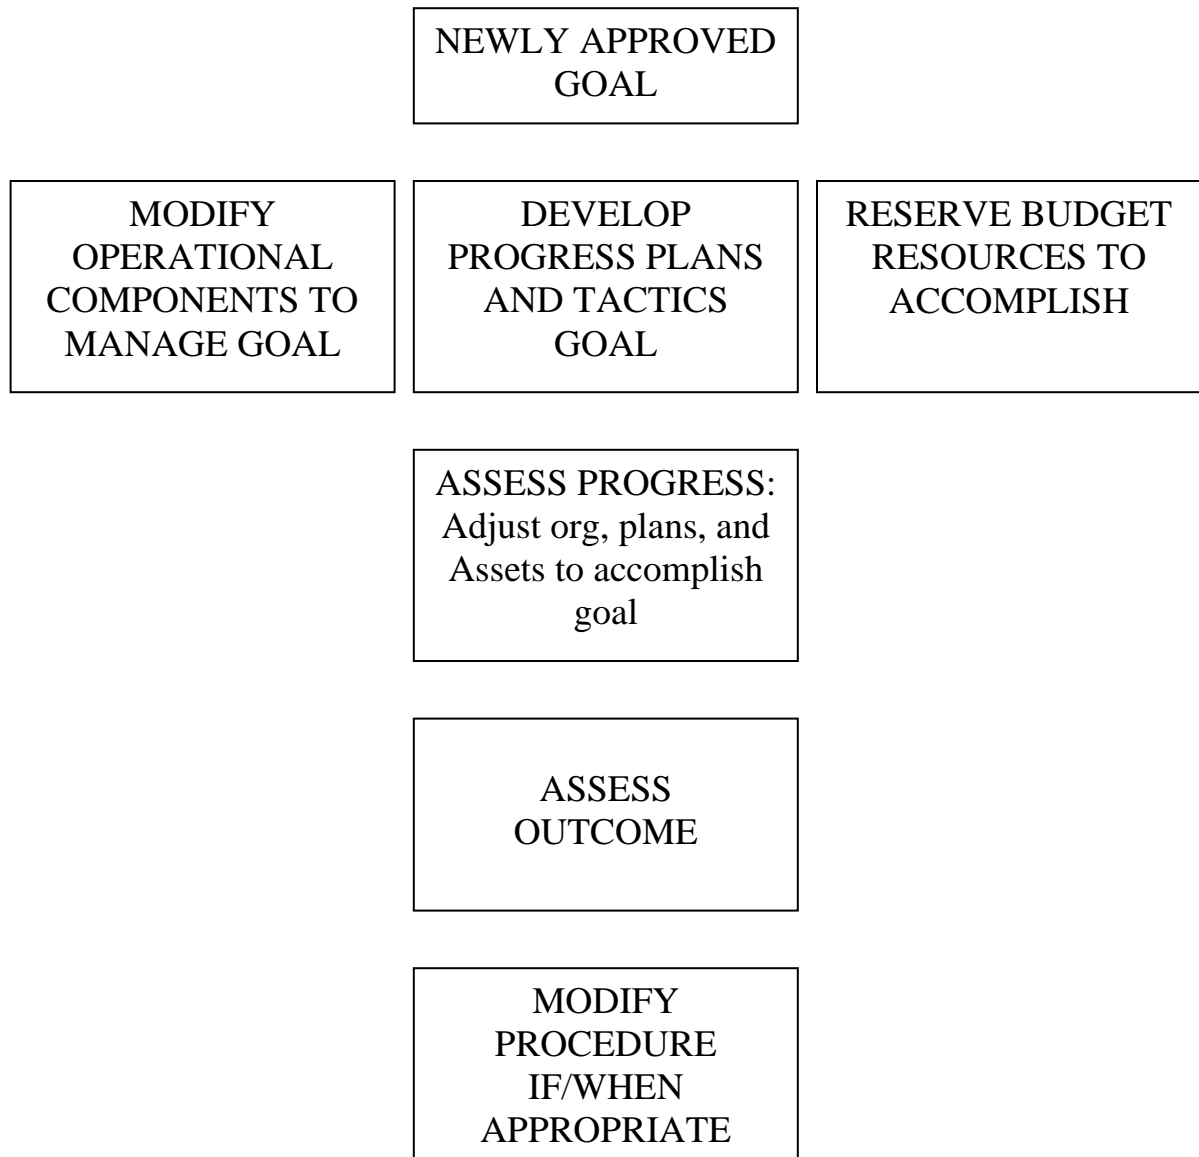 NEWLY APPROVED
GOAL
MODIFY
OPERATIONAL
COMPONENTS TO
MANAGE GOAL
DEVELOP
PROGRESS PLANS
AND TACTICS
GOAL
RESERVE BUDGET
RESOURCES TO
ACCOMPLISH
ASSESS PROGRESS:
Adjust org, plans, and
Assets to accomplish
goal
ASSESS
OUTCOME
MODIFY
PROCEDURE
IF/WHEN
APPROPRIATE